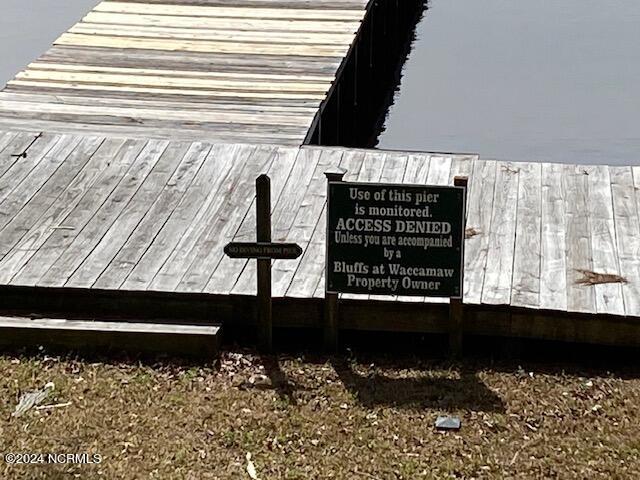 Use of this pier
is monitored.
ACCESS DENIED
Unless you are accompanied
by a
Bluffs at Waccamaw
Property Owner
NO DIVING FROM PIER
©2024 NCRMLS